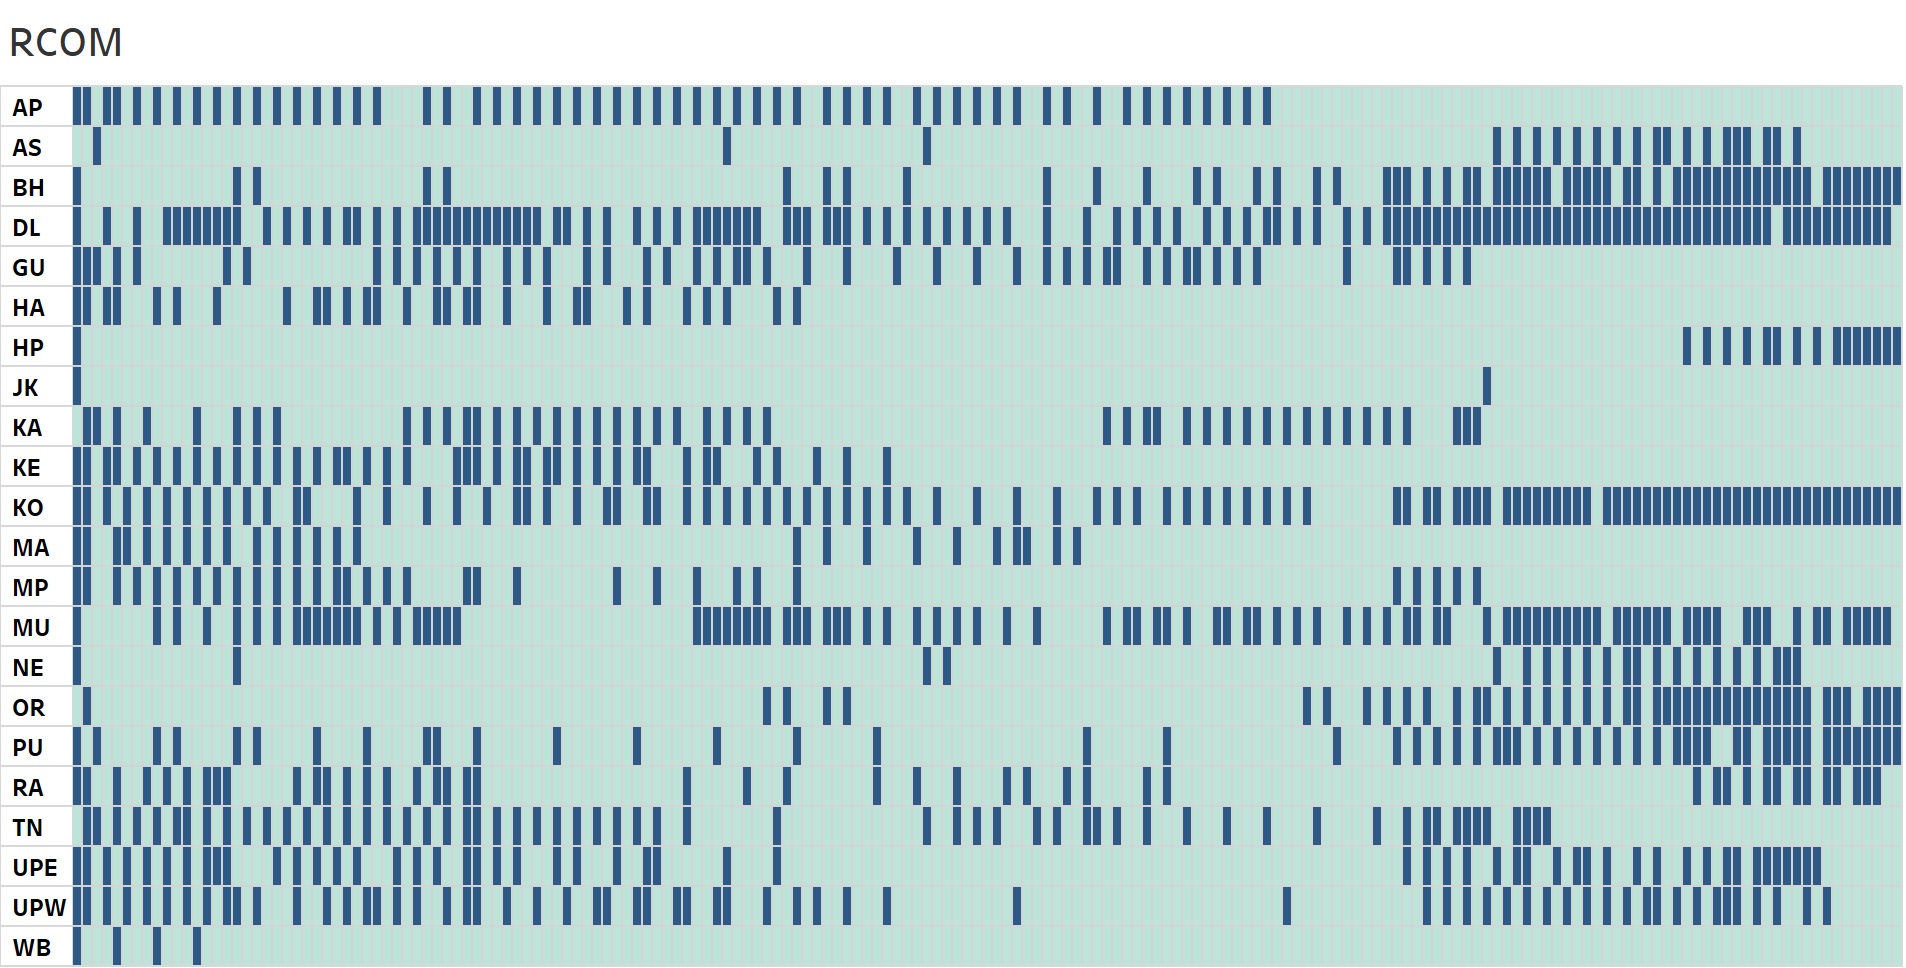 RCOM
AP
AS
BH
DL
GU
HA
HP
JK
KA
KE
KO
MA
MP
MU
NE
OR
PU
RA
TN
UPE
UPW
WB